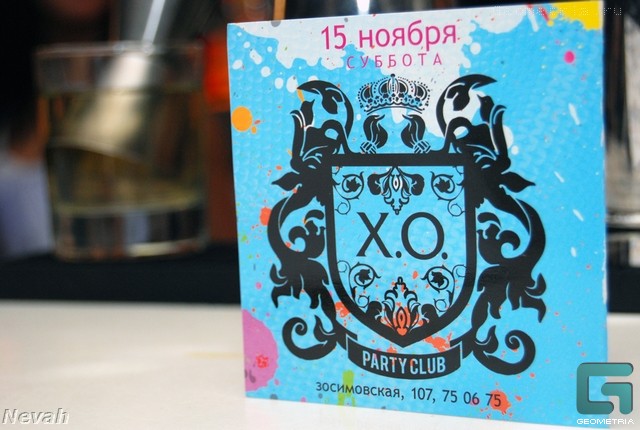 15 ноября
СУББОТА
X.O.
PARTY CLUB
зосимовская, 107, 75 06 75
Nevah
GEOMETRIA